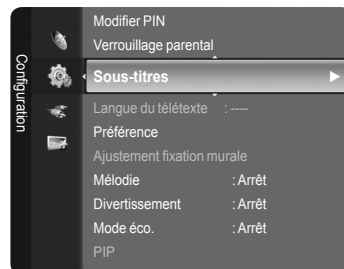 Configuration
Modifier PIN
Verrouillage parental
Sous-titres
Langue du télétexte : ----
Préférence
Ajustement fixation murale
Mélodie : Arrêt
Divertissement : Arrêt
Mode éco. : Arrêt
PIP